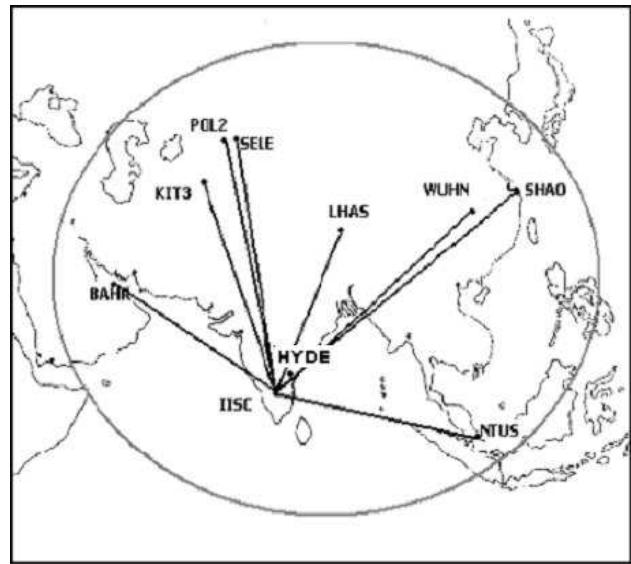 POL2
SELE
KIT3
LHAS
WUHN
SHAO
BAHR
HYDE
IISC
NTUS